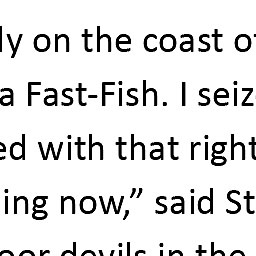 ly on the coast of
a Fast-Fish. I seiz
ed with that right
ing now,” said St
oor devils in the